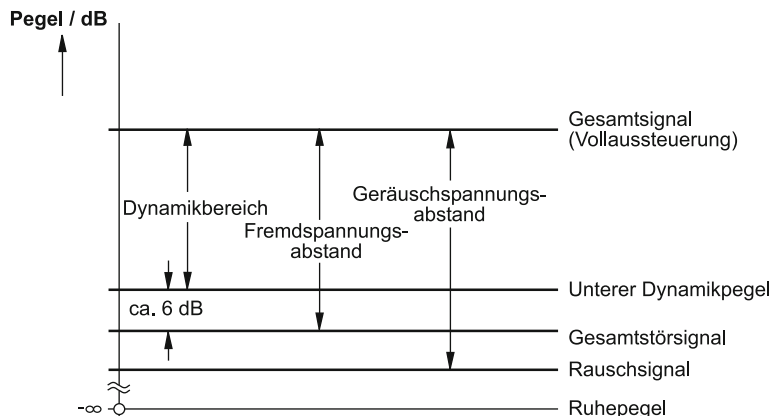 Pegel / dB
Gesamtsignal
(Vollaussteuerung)
Geräuschspannungs-
abstand
Dynamikbereich
Fremdspannungs-
abstand
Unterer Dynamikpegel
ca. 6 dB
Gesamtstörsignal
Rauschsignal
-∞
Ruhepegel